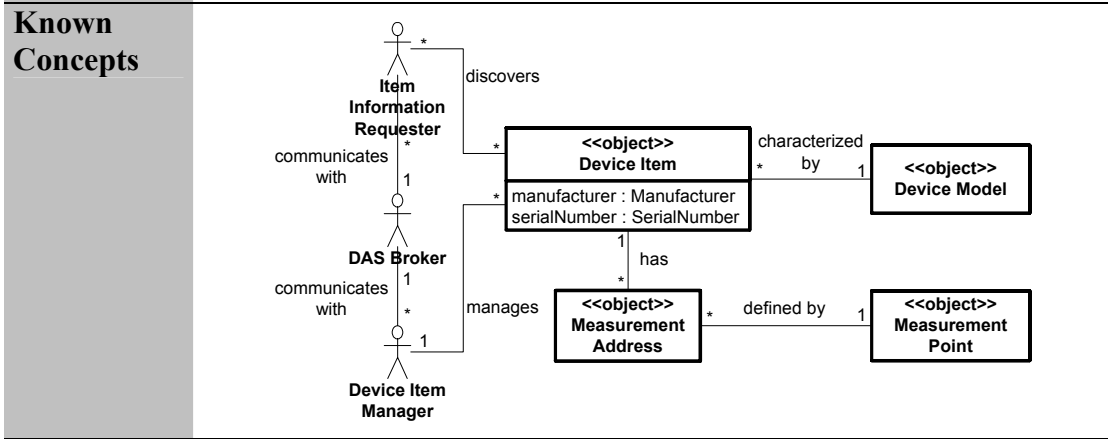 Known
Concepts
*
discovers
Item
Information
Requester
*
communicates
with
1
*
<<object>>
Device Item
manufacturer : Manufacturer
serialNumber : SerialNumber
characterized
by
*
1
<<object>>
Device Model
DAS Broker
1
communicates
with
*
*
manages
1
Device Item
Manager
1
has
*
<<object>>
Measurement
Address
*
defined by
1
<<object>>
Measurement
Point